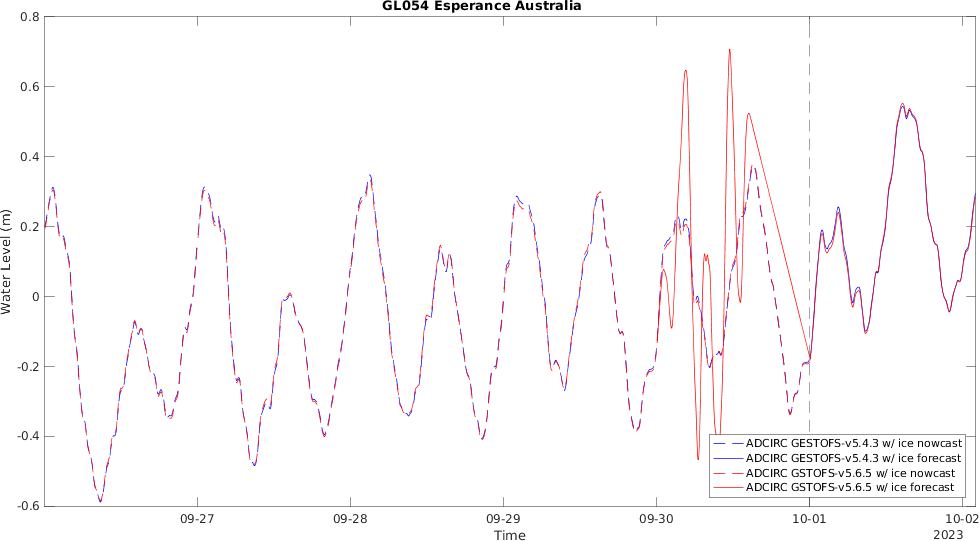 GL054 Esperance Australia
Water Level (m)
0.8
0.6
0.4
0.2
0
-0.2
-0.4
-0.6
09-27
09-28
09-29
09-30
10-01
10-02
2023
Time
ADCIRC GESTOFS-v5.4.3 w/ ice nowcast
ADCIRC GESTOFS-v5.4.3 w/ ice forecast
ADCIRC GSTOFS-v5.6.5 w/ ice nowcast
ADCIRC GSTOFS-v5.6.5 w/ ice forecast